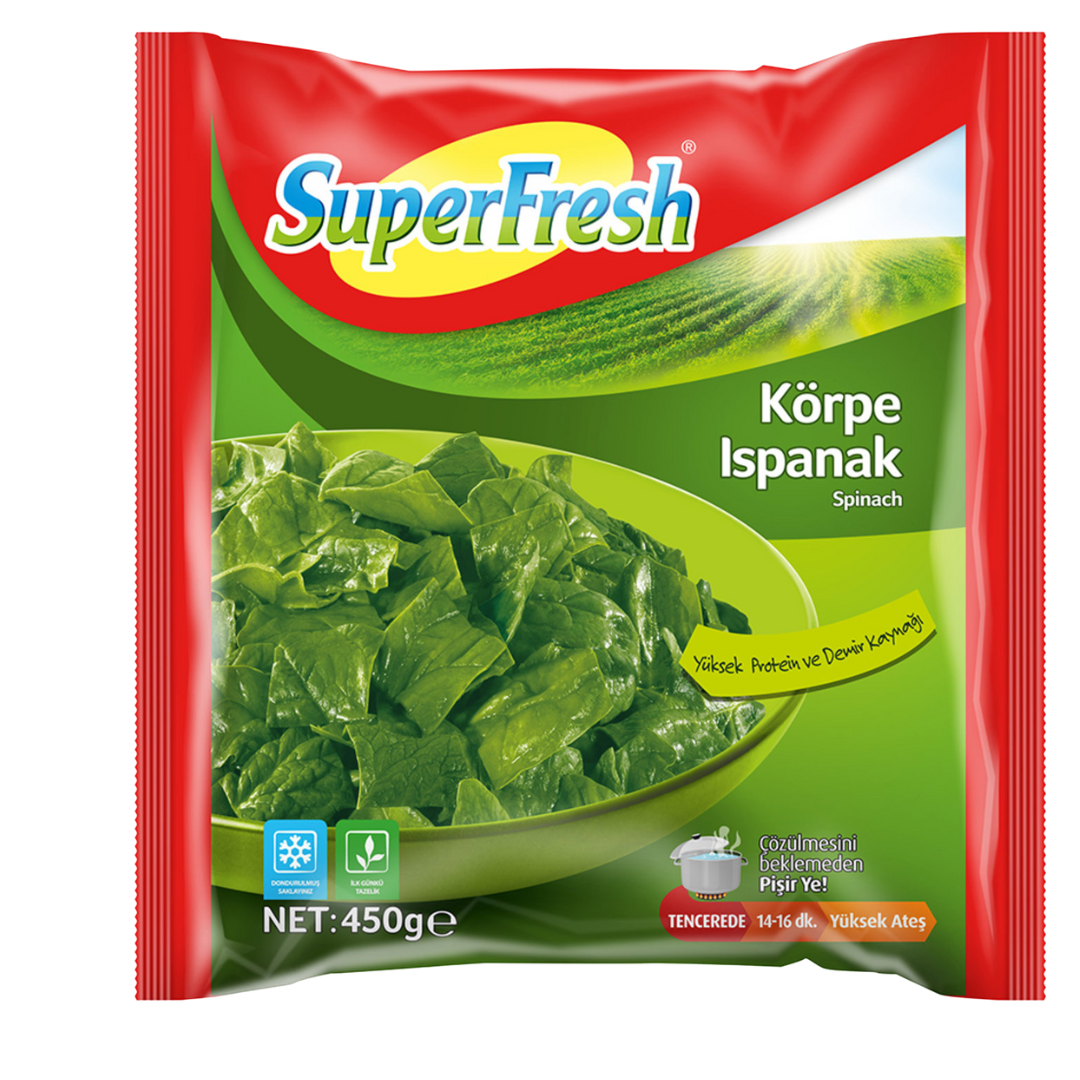 SuperFresh®
Körpe
Ispanak
Spinach
Yüksek Protein ve Demir Kaynağı
DONDURULMUŞ
SAKLAYINIZ
İLK GÜNKÜ
TAZELİK
NET:450g℮
Çözülmesini
beklemeden
Pişir Ye!
TENCEREDE 14-16 dk. Yüksek Ateş